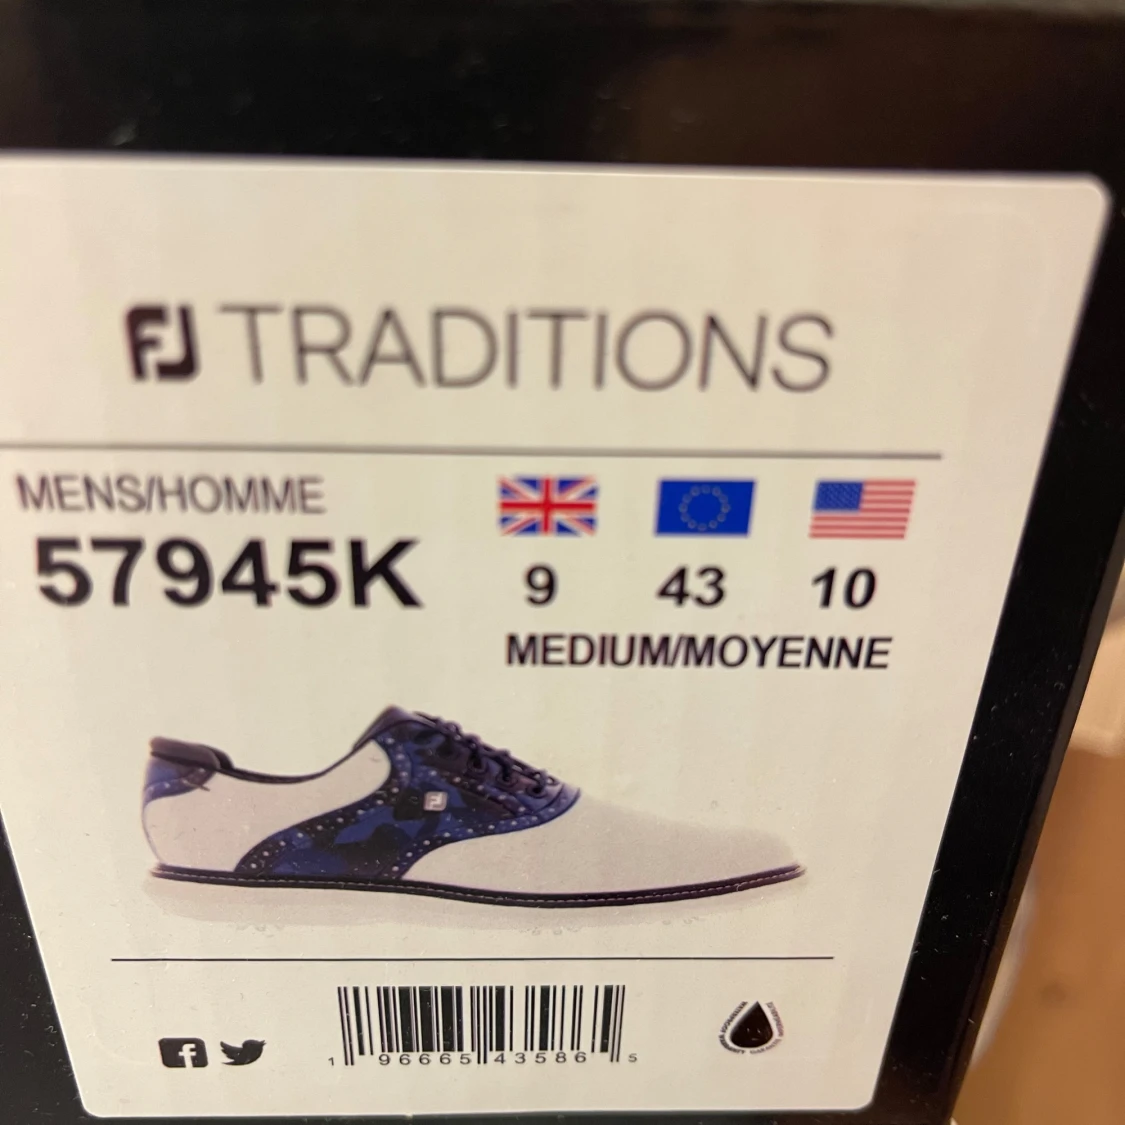 FJ TRADITIONS
MENS/HOMME
57945K
9 43 10
MEDIUM/MOYENNE
1 96665 43586 5